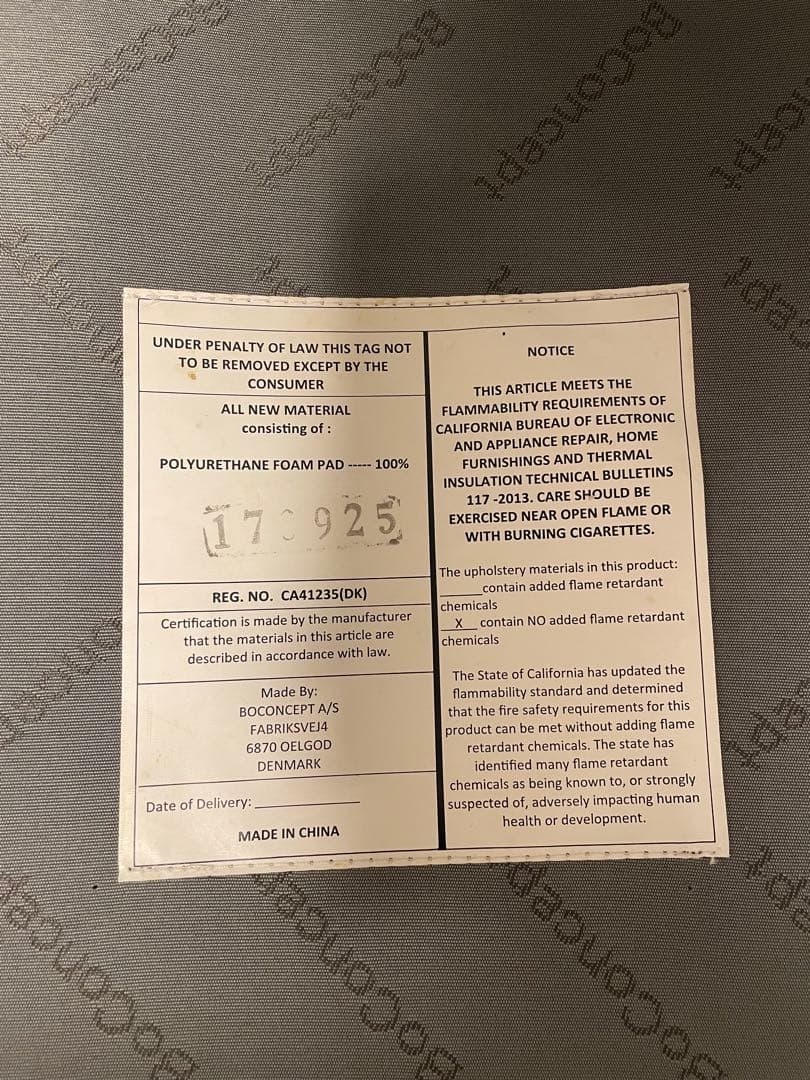 BoConcept
BoConcept
BoConcept
UNDER PENALTY OF LAW THIS TAG NOT
TO BE REMOVED EXCEPT BY THE
CONSUMER
ALL NEW MATERIAL
consisting of :
POLYURETHANE FOAM PAD ----- 100%
REG. NO. CA41235(DK)
Certification is made by the manufacturer
that the materials in this article are
described in accordance with law.
Made By:
BOCONCEPT A/S
FABRIKSVEJ4
6870 OELGOD
DENMARK
Date of Delivery:
MADE IN CHINA
NOTICE
THIS ARTICLE MEETS THE
FLAMMABILITY REQUIREMENTS OF
CALIFORNIA BUREAU OF ELECTRONIC
AND APPLIANCE REPAIR, HOME
FURNISHINGS AND THERMAL
INSULATION TECHNICAL BULLETINS
117 -2013. CARE SHOULD BE
EXERCISED NEAR OPEN FLAME OR
WITH BURNING CIGARETTES.
The upholstery materials in this product:
_____contain added flame retardant
chemicals
__X__ contain NO added flame retardant
chemicals
The State of California has updated the
flammability standard and determined
that the fire safety requirements for this
product can be met without adding flame
retardant chemicals. The state has
identified many flame retardant
chemicals as being known to, or strongly
suspected of, adversely impacting human
health or development.
BoConcept
BoConcept
BoConcept